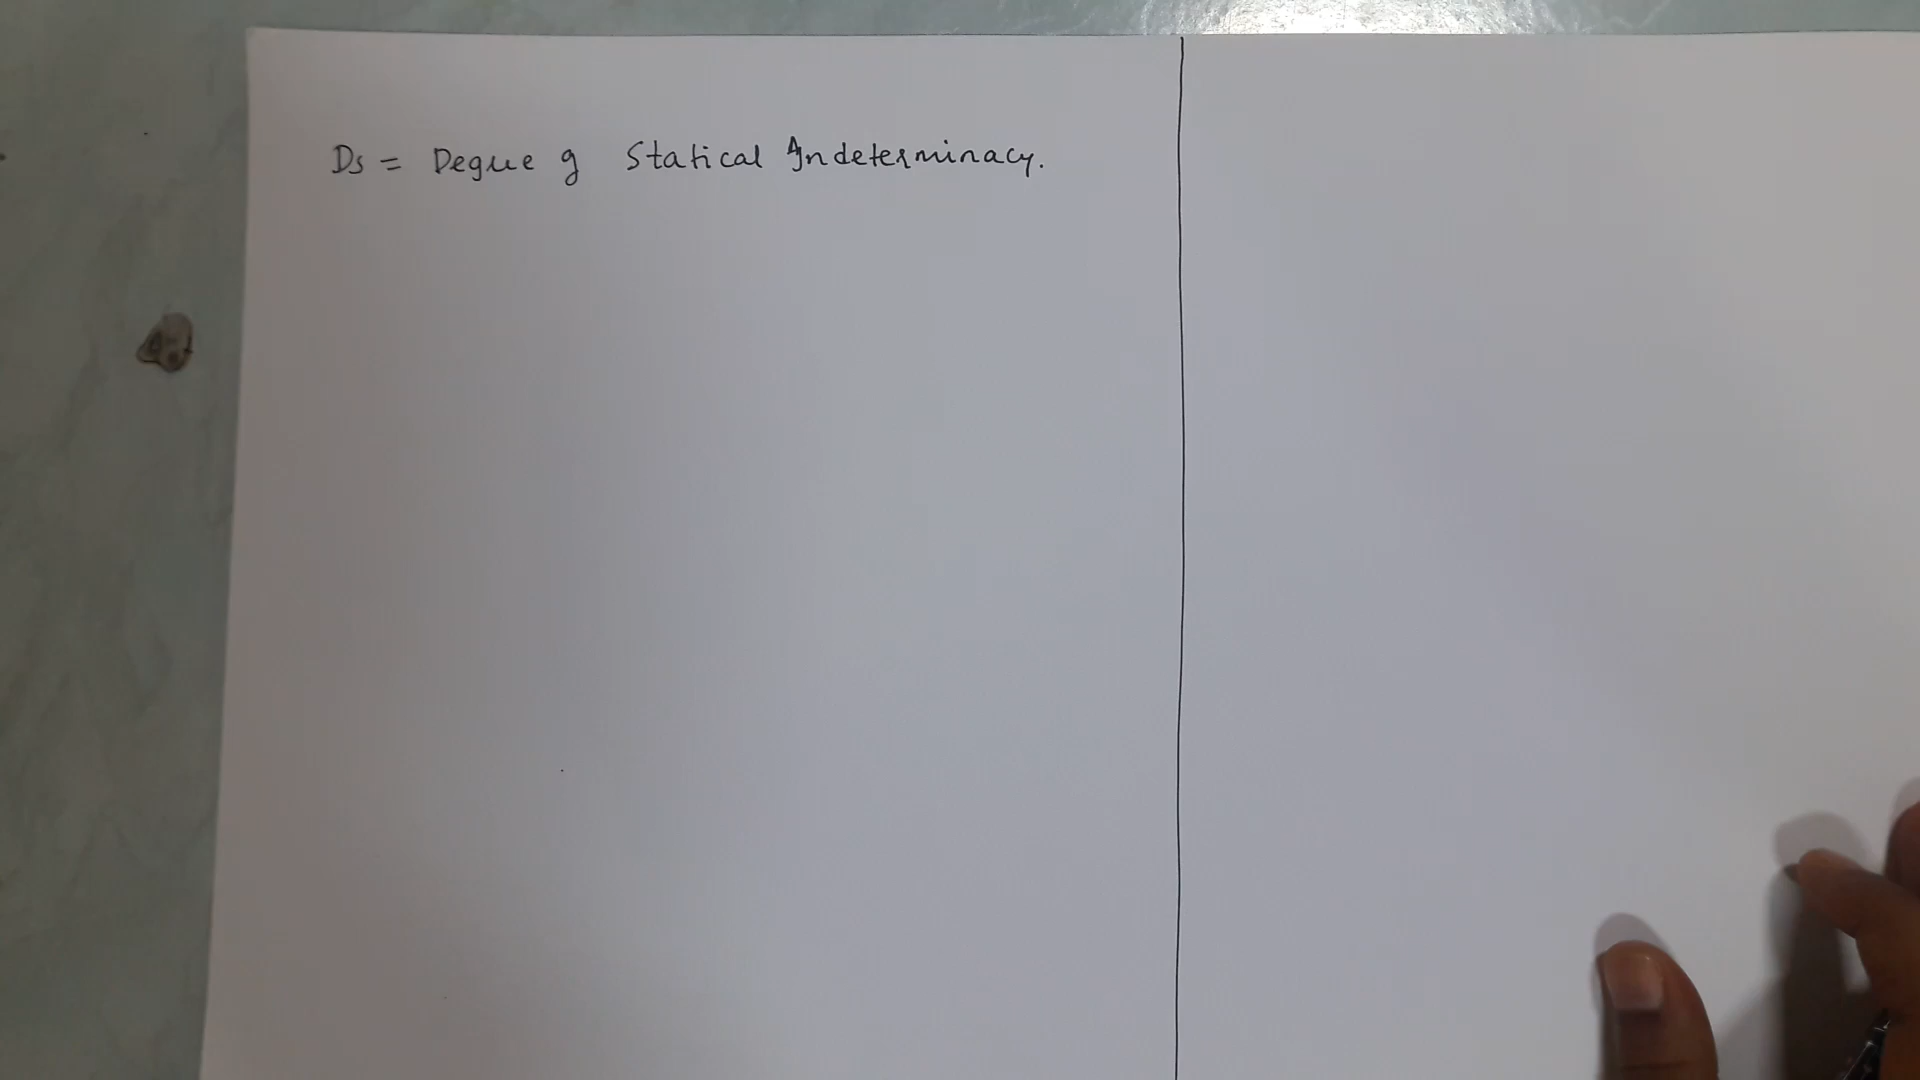 Ds = Degree of Statical Indeterminacy.